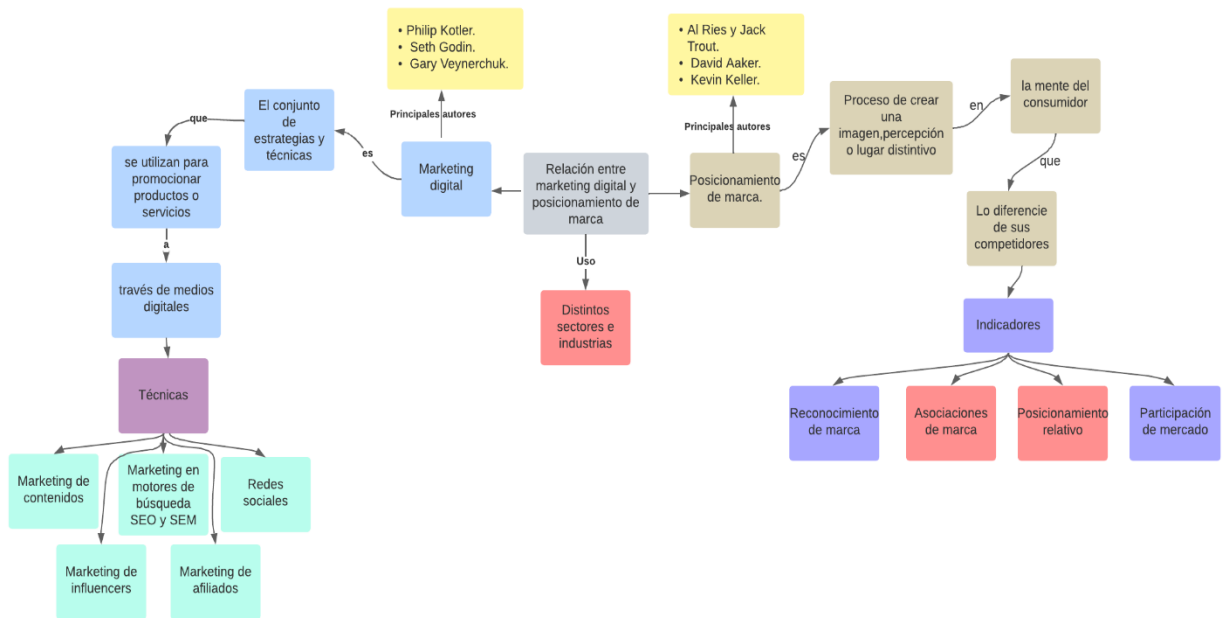 • Philip Kotler.
• Seth Godin.
• Gary Veynerchuk.
• Al Ries y Jack
Trout.
• David Aaker.
• Kevin Keller.
Principales autores
Principales autores
El conjunto
de
estrategias y
técnicas
que
es
se utilizan para
promocionar
productos o
servicios
a
través de medios
digitales
Técnicas
Marketing de
contenidos
Marketing en
motores de
búsqueda
SEO y SEM
Redes
sociales
Marketing de
influencers
Marketing de
afiliados
Marketing
digital
Relación entre
marketing digital y
posicionamiento de
marca
Uso
Distintos
sectores e
industrias
Posicionamiento
de marca.
es
Proceso de crear
una
imagen,percepción
o lugar distintivo
en
la mente del
consumidor
que
Lo diferencie
de sus
competidores
Indicadores
Reconocimiento
de marca
Asociaciones
de marca
Posicionamiento
relativo
Participación
de mercado